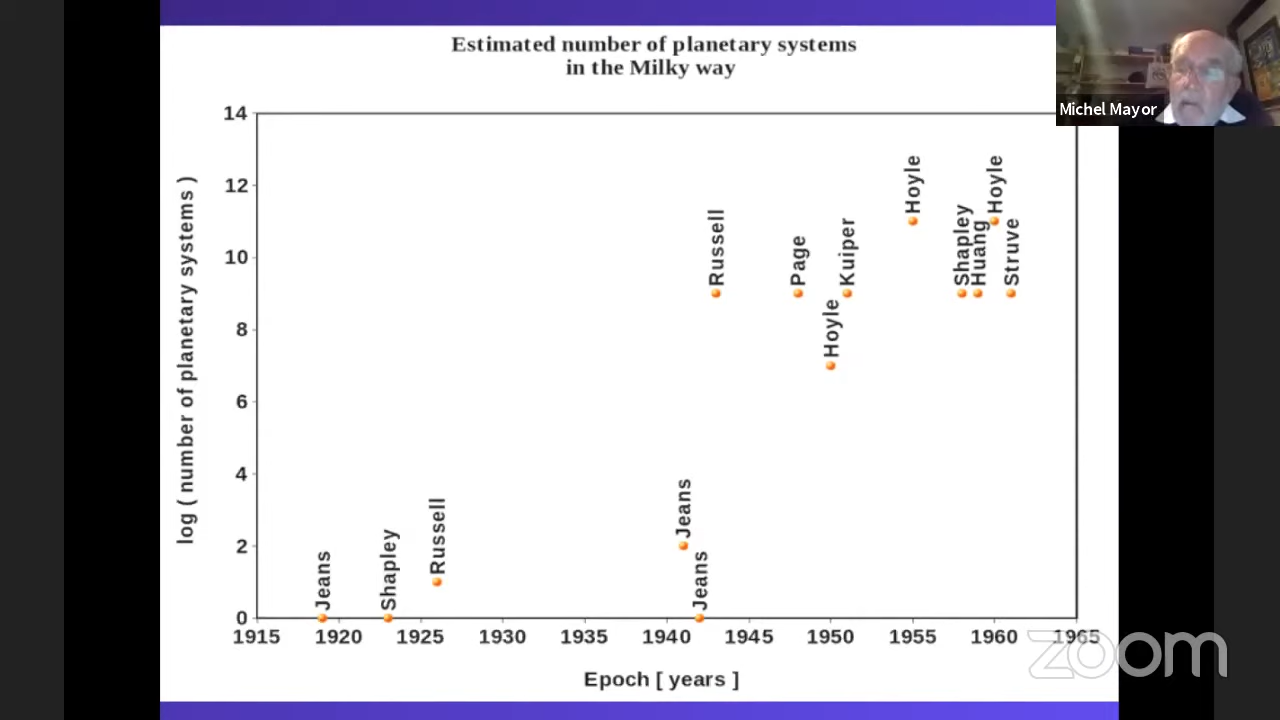 Estimated number of planetary systems
in the Milky way
Michel Mayor
log ( number of planetary systems )
14
12
10
8
6
4
2
0
Jeans
Shapley
Russell
Jeans
Jeans
Russell
Page
Hoyle
Kuiper
Hoyle
Shapley
Huang
Hoyle
Struve
1915 1920 1925 1930 1935 1940 1945 1950 1955 1960 1965
Epoch [ years ]
zoom